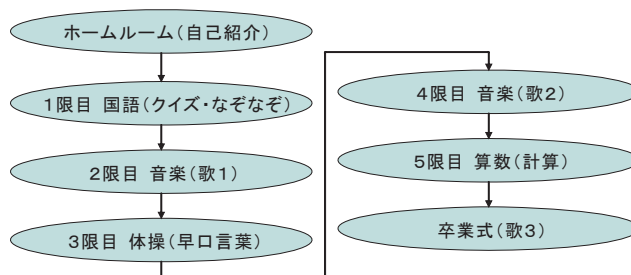 ホームルーム(自己紹介)
1限目 国語(クイズ・なぞなぞ)
2限目 音楽(歌1)
3限目 体操(早口言葉)
4限目 音楽(歌2)
5限目 算数(計算)
卒業式(歌3)